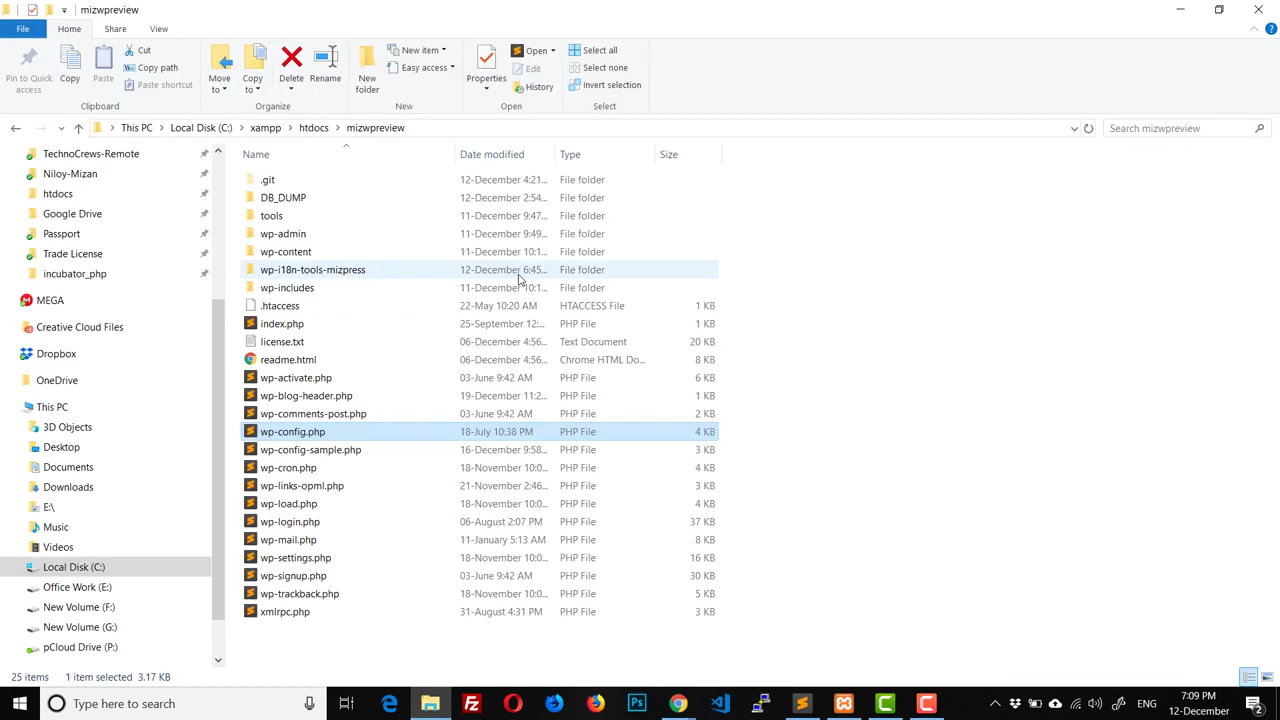 mizwpreview
File Home Share View
Pin to Quick access
Copy
Paste
Cut
Copy path
Paste shortcut
Clipboard
Move to
Copy to
Delete
Rename
Organize
New folder
New item
Easy access
New
Properties
Open
Edit
History
Open
Select all
Select none
Invert selection
Select
This PC Local Disk (C:) xampp htdocs mizwpreview
Search mizwpreview
TechnoCrews-Remote
Niloy-Mizan
htdocs
Google Drive
Passport
Trade License
incubator_php
MEGA
Creative Cloud Files
Dropbox
OneDrive
This PC
3D Objects
Desktop
Documents
Downloads
E:\
Music
Videos
Local Disk (C:)
Office Work (E:)
New Volume (F:)
New Volume (G:)
pCloud Drive (P:)
Name Date modified Type Size
.git 12-December 4:21... File folder
DB_DUMP 12-December 2:54... File folder
tools 11-December 9:47... File folder
wp-admin 11-December 9:49... File folder
wp-content 11-December 10:1... File folder
wp-i18n-tools-mizpress 12-December 6:45... File folder
wp-includes 11-December 10:1... File folder
.htaccess 22-May 10:20 AM HTACCESS File 1 KB
index.php 25-September 12:... PHP File 1 KB
license.txt 06-December 4:56... Text Document 20 KB
readme.html 06-December 4:56... Chrome HTML Do... 8 KB
wp-activate.php 03-June 9:42 AM PHP File 6 KB
wp-blog-header.php 19-December 11:2... PHP File 1 KB
wp-comments-post.php 03-June 9:42 AM PHP File 2 KB
wp-config.php 18-July 10:38 PM PHP File 4 KB
wp-config-sample.php 16-December 9:58... PHP File 3 KB
wp-cron.php 18-November 10:0... PHP File 4 KB
wp-links-opml.php 21-November 2:46... PHP File 3 KB
wp-load.php 18-November 10:0... PHP File 4 KB
wp-login.php 06-August 2:07 PM PHP File 37 KB
wp-mail.php 11-January 5:13 AM PHP File 8 KB
wp-settings.php 18-November 10:0... PHP File 16 KB
wp-signup.php 03-June 9:42 AM PHP File 30 KB
wp-trackback.php 18-November 10:0... PHP File 5 KB
xmlrpc.php 31-August 4:31 PM PHP File 3 KB
25 items 1 item selected 3.17 KB
Type here to search
Ps
ENG
7:09 PM
12-December
2